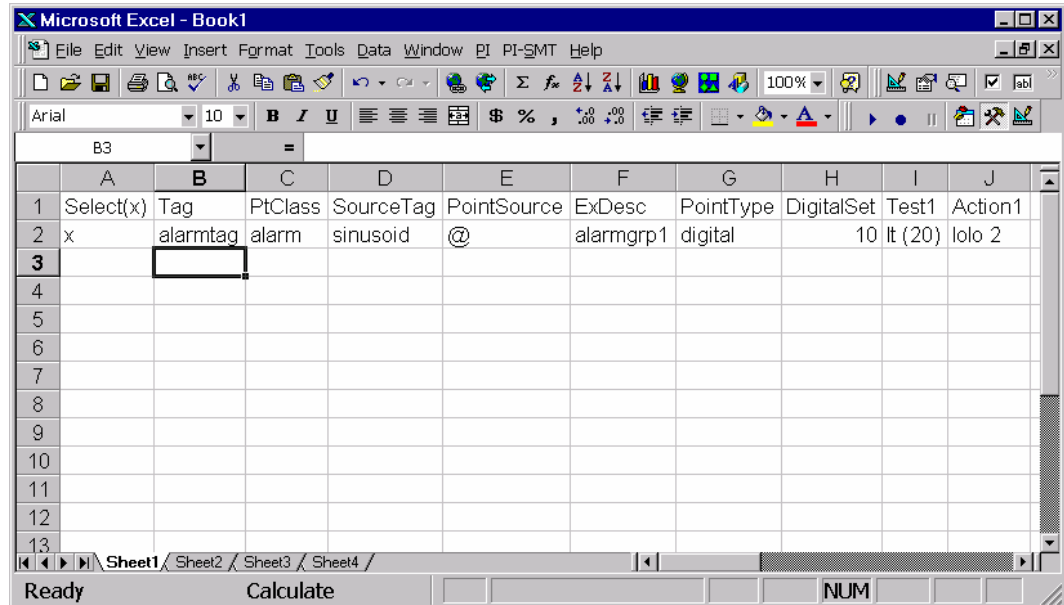 Microsoft Excel - Book1
File Edit View Insert Format Tools Data Window PI PI-SMT Help
100%
Arial 10 B I U $ % ,
B3 =
A B C D E F G H I J
1 Select(x) Tag PtClass SourceTag PointSource ExDesc PointType DigitalSet Test1 Action1
2 x alarmtag alarm sinusoid @ alarmgrp1 digital 10 lt (20) lolo 2
3
4
5
6
7
8
9
10
11
12
13
Sheet1 Sheet2 Sheet3 Sheet4
Ready Calculate NUM